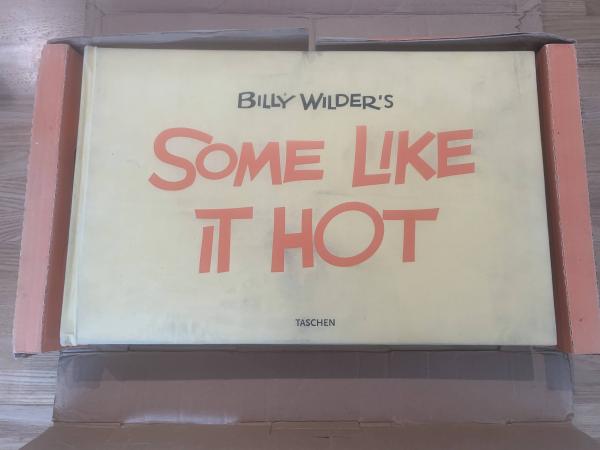 BILLY WILDER'S
SOME LIKE
IT HOT
TASCHEN